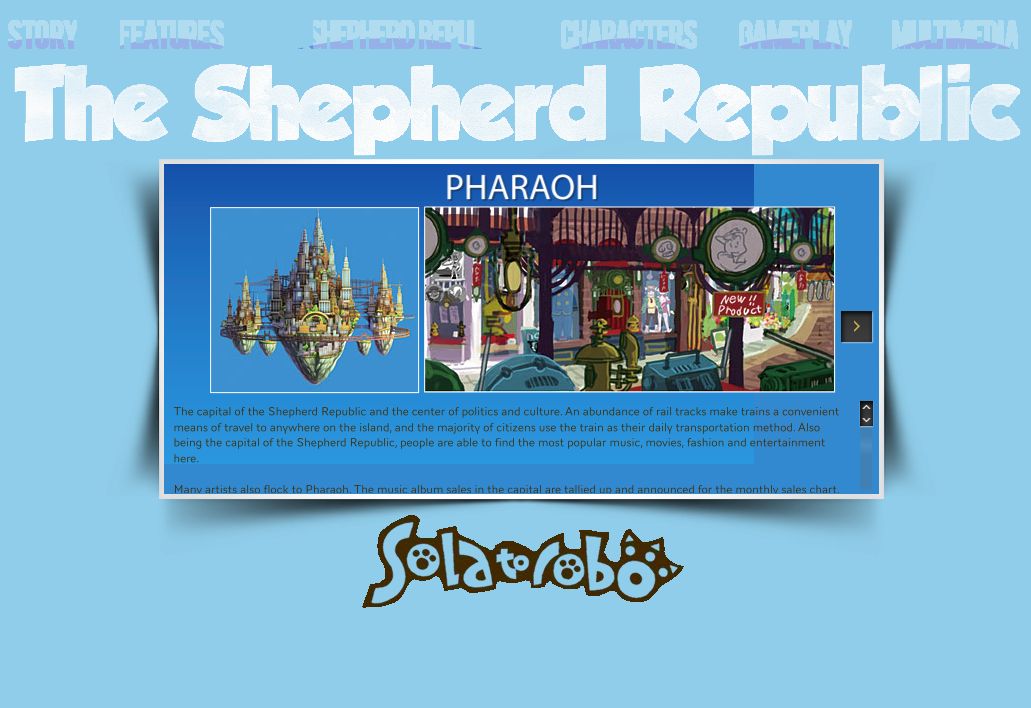 STORY FEATURES SHEPHERD REPU CHARACTERS GAMEPLAY MULTIMEDIA
The Shepherd Republic
PHARAOH
New!!
Product
The capital of the Shepherd Republic and the center of politics and culture. An abundance of rail tracks make trains a convenient
means of travel to anywhere on the island, and the majority of citizens use the train as their daily transportation method. Also
being the capital of the Shepherd Republic, people are able to find the most popular music, movies, fashion and entertainment
here.
Many artists also flock to Pharaoh. The music album sales in the capital are tallied up and announced for the monthly sales chart.
Solatorobo